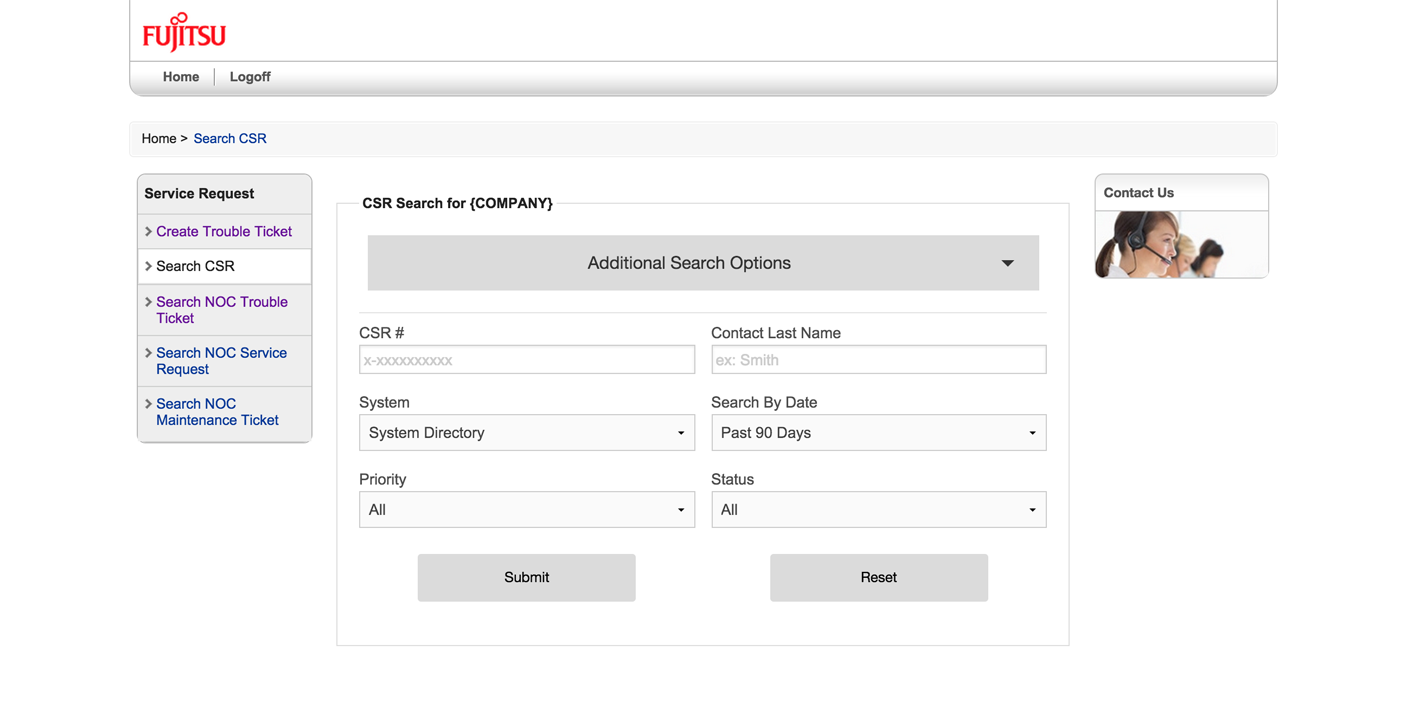 FUJITSU
Home
Logoff
Home > Search CSR
Service Request
Create Trouble Ticket
Search CSR
Search NOC Trouble
Ticket
Search NOC Service
Request
Search NOC
Maintenance Ticket
CSR Search for {COMPANY}
Additional Search Options
CSR #
Contact Last Name
x-xxxxxxxxxx
ex: Smith
System
Search By Date
System Directory
Past 90 Days
Priority
Status
All
All
Submit
Reset
Contact Us